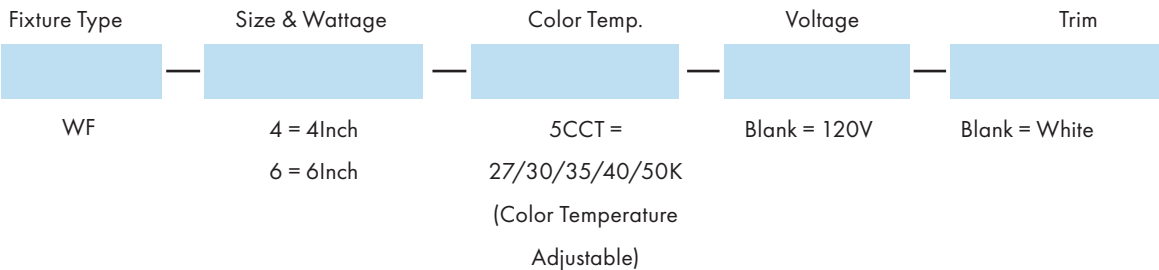 Fixture Type
Size & Wattage
Color Temp.
Voltage
Trim
WF
4 = 4Inch
6 = 6Inch
5CCT =
27/30/35/40/50K
(Color Temperature
Adjustable)
Blank = 120V
Blank = White